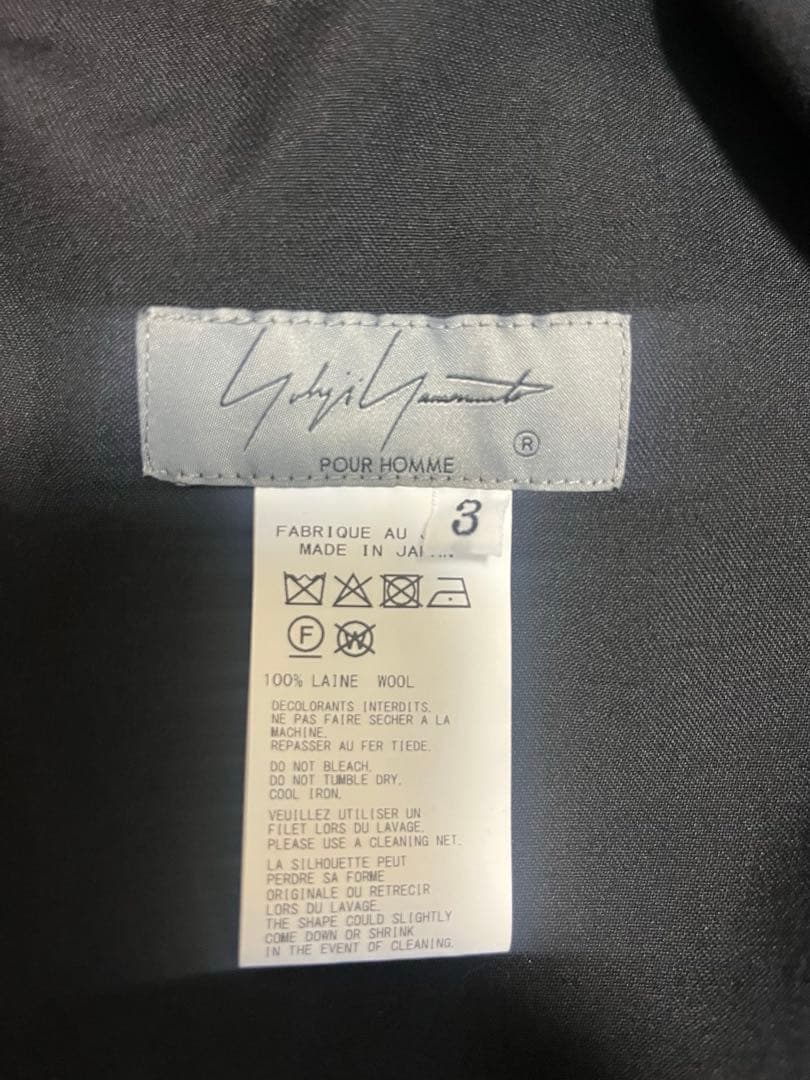 Yohji Yamamoto
®
POUR HOMME
3
FABRIQUE AU
MADE IN JAPAN
F
W
100% LAINE WOOL
DECOLORANTS INTERDITS.
NE PAS FAIRE SECHER A LA
MACHINE.
REPASSER AU FER TIEDE.
DO NOT BLEACH.
DO NOT TUMBLE DRY.
COOL IRON.
VEUILLEZ UTILISER UN
FILET LORS DU LAVAGE.
PLEASE USE A CLEANING NET.
LA SILHOUETTE PEUT
PERDRE SA FORME
ORIGINALE OU RETRECIR
LORS DU LAVAGE.
THE SHAPE COULD SLIGHTLY
COME DOWN OR SHRINK
IN THE EVENT OF CLEANING.